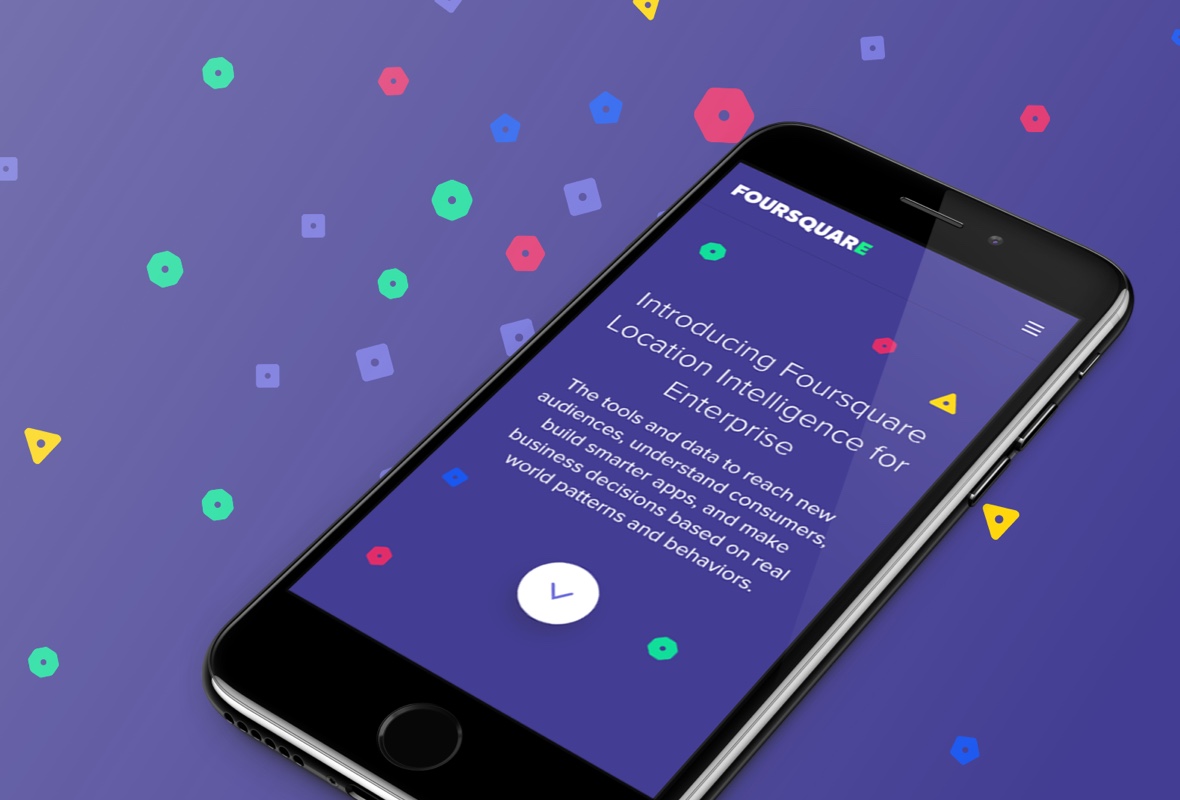 FOURSQUARE
Introducing Foursquare
Location Intelligence for
Enterprise
The tools and data to reach new
audiences, understand consumers,
build smarter apps, and make
business decisions based on real
world patterns and behaviors.